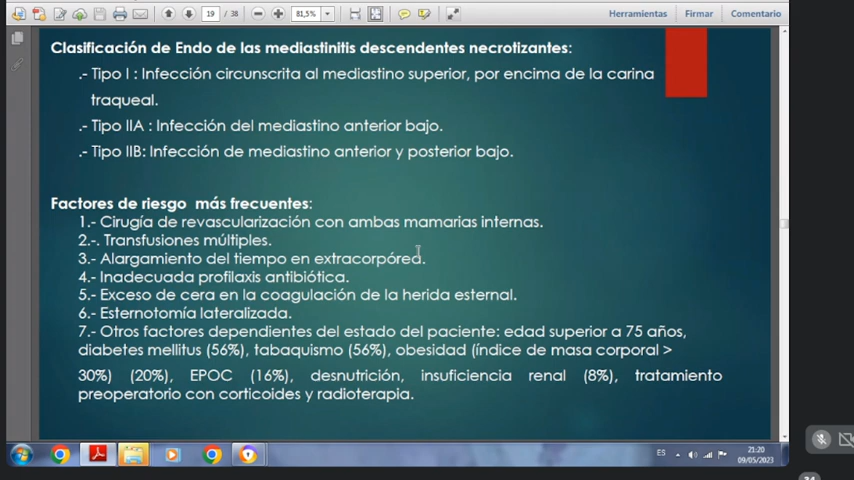 19 / 38
81,5%
Herramientas
Firmar
Comentario
Clasificación de Endo de las mediastinitis descendentes necrotizantes:
.- Tipo I : Infección circunscrita al mediastino superior, por encima de la carina
traqueal.
.- Tipo IIA : Infección del mediastino anterior bajo.
.- Tipo IIB: Infección de mediastino anterior y posterior bajo.
Factores de riesgo más frecuentes:
1.- Cirugía de revascularización con ambas mamarias internas.
2.-. Transfusiones múltiples.
3.- Alargamiento del tiempo en extracorpórea.
4.- Inadecuada profilaxis antibiótica.
5.- Exceso de cera en la coagulación de la herida esternal.
6.- Esternotomía lateralizada.
7.- Otros factores dependientes del estado del paciente: edad superior a 75 años,
diabetes mellitus (56%), tabaquismo (56%), obesidad (índice de masa corporal >
30%) (20%), EPOC (16%), desnutrición, insuficiencia renal (8%), tratamiento
preoperatorio con corticoides y radioterapia.
ES
21:20
09/05/2023